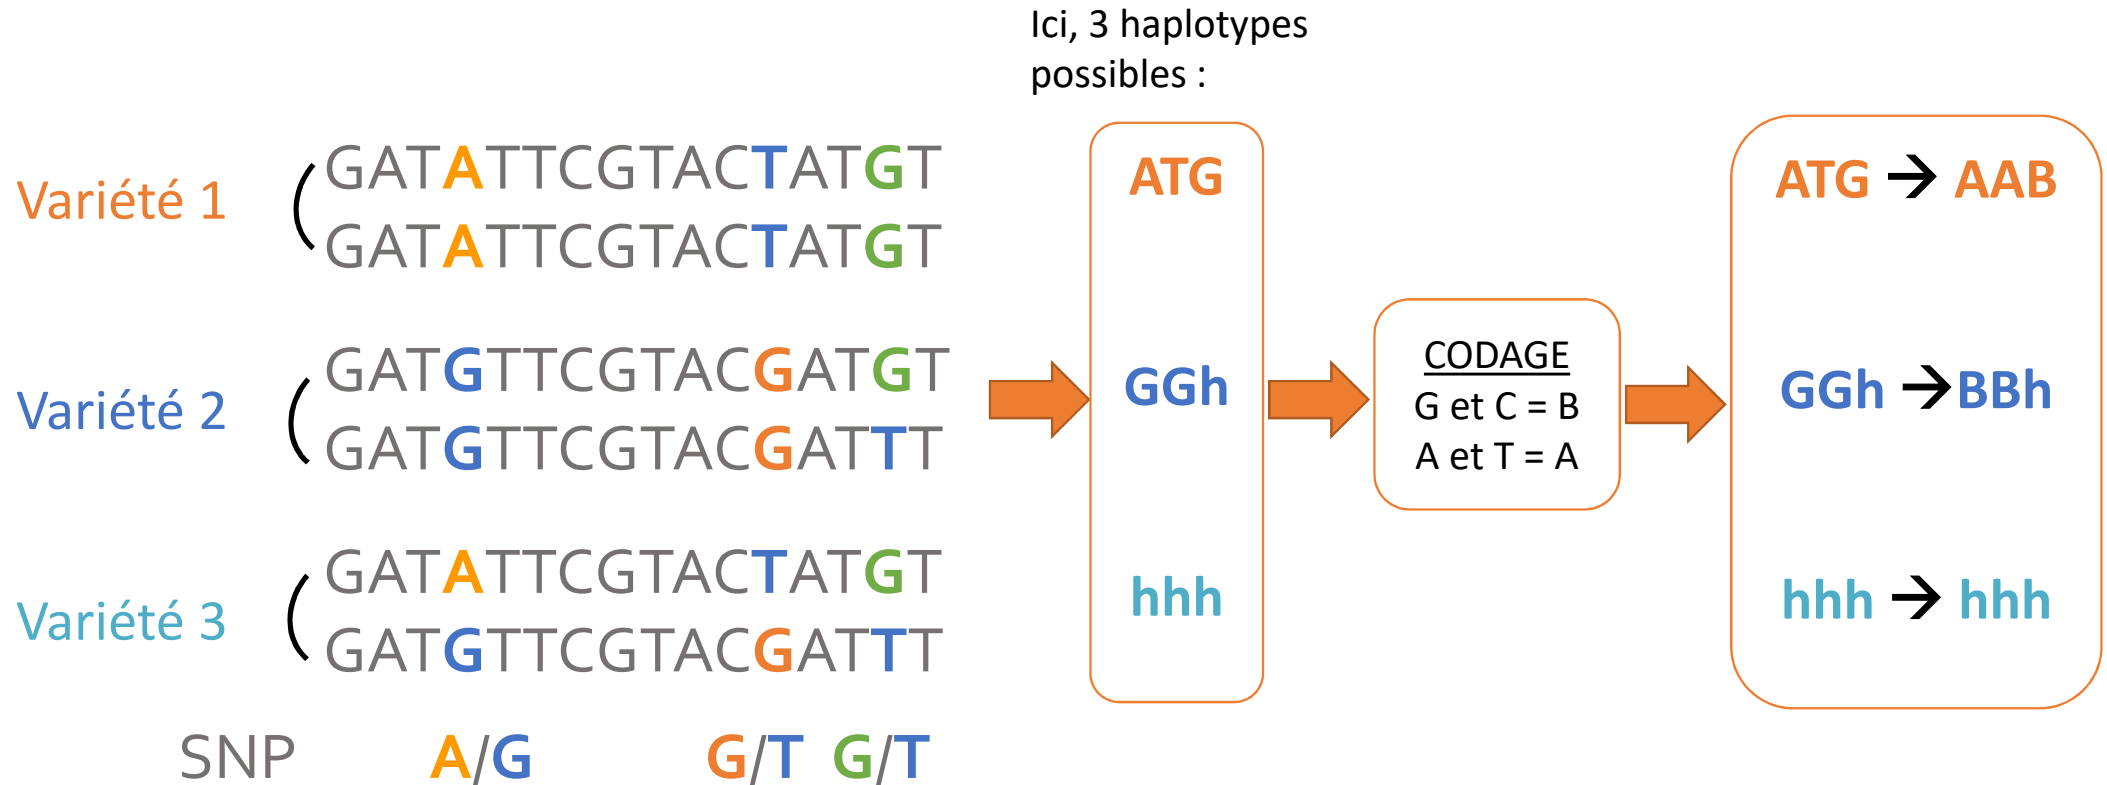 Ici, 3 haplotypes
possibles :
Variété 1
GATATTCGTACTATGT
GATATTCGTACTATGT
Variété 2
GATGTTCGTACGATGT
GATGTTCGTACGATTT
Variété 3
GATATTCGTACTATGT
GATGTTCGTACGATTT
SNP A/G G/T G/T
ATG
GGh
hhh
CODAGE
G et C = B
A et T = A
ATG → AAB
GGh → BBh
hhh → hhh